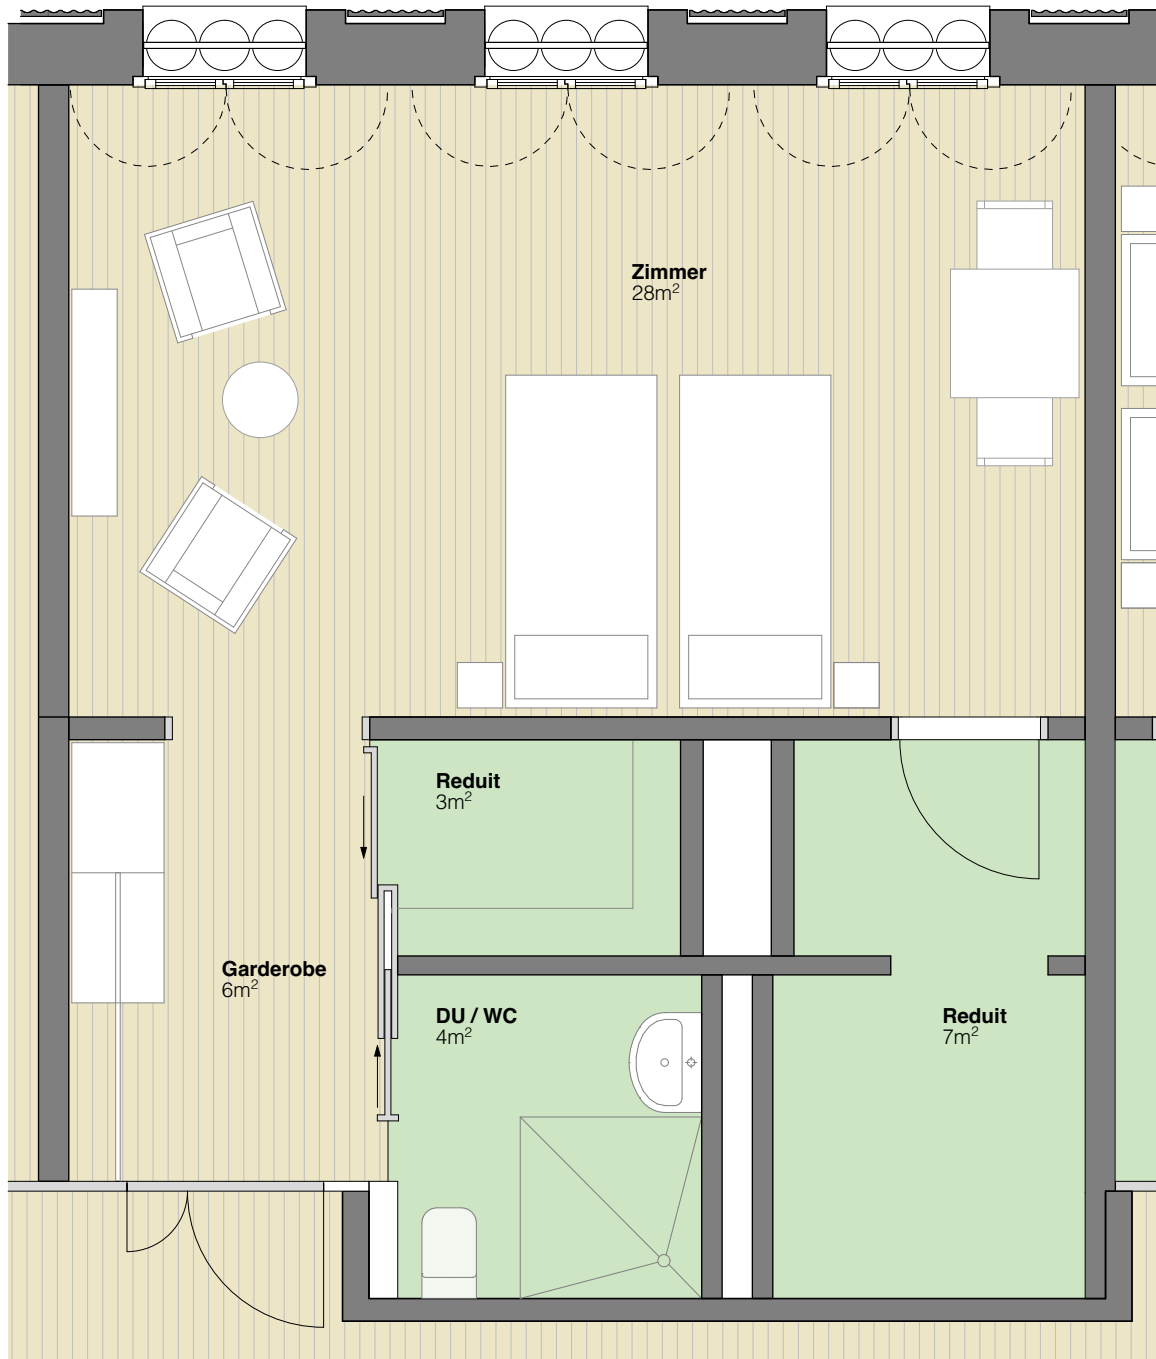 Zimmer
28m²
Reduit
3m²
Garderobe
6m²
DU / WC
4m²
Reduit
7m²